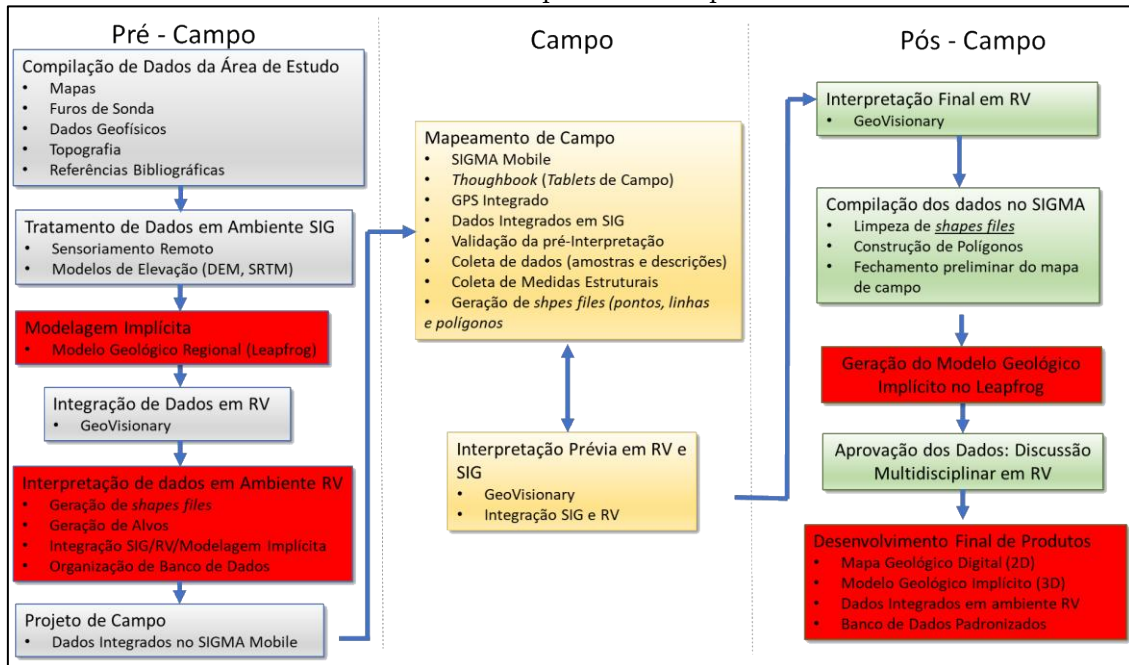 Pré - Campo
Compilação de Dados da Área de Estudo
• Mapas
• Furos de Sonda
• Dados Geofísicos
• Topografia
• Referências Bibliográficas
Tratamento de Dados em Ambiente SIG
• Sensoriamento Remoto
• Modelos de Elevação (DEM, SRTM)
Modelagem Implícita
• Modelo Geológico Regional (Leapfrog)
Integração de Dados em RV
• GeoVisionary
Interpretação de dados em Ambiente RV
• Geração de shapes files
• Geração de Alvos
• Integração SIG/RV/Modelagem Implícita
• Organização de Banco de Dados
Projeto de Campo
• Dados Integrados no SIGMA Mobile
Campo
Mapeamento de Campo
• SIGMA Mobile
• Thoughbook (Tablets de Campo)
• GPS Integrado
• Dados Integrados em SIG
• Validação da pré-Interpretação
• Coleta de dados (amostras e descrições)
• Coleta de Medidas Estruturais
• Geração de shpes files (pontos, linhas
e polígonos
Interpretação Prévia em RV e
SIG
• GeoVisionary
• Integração SIG e RV
Pós - Campo
Interpretação Final em RV
• GeoVisionary
Compilação dos dados no SIGMA
• Limpeza de shapes files
• Construção de Polígonos
• Fechamento preliminar do mapa
de campo
Geração do Modelo Geológico
Implícito no Leapfrog
Aprovação dos Dados: Discussão
Multidisciplinar em RV
Desenvolvimento Final de Produtos
• Mapa Geológico Digital (2D)
• Modelo Geológico Implícito (3D)
• Dados Integrados em ambiente RV
• Banco de Dados Padronizados